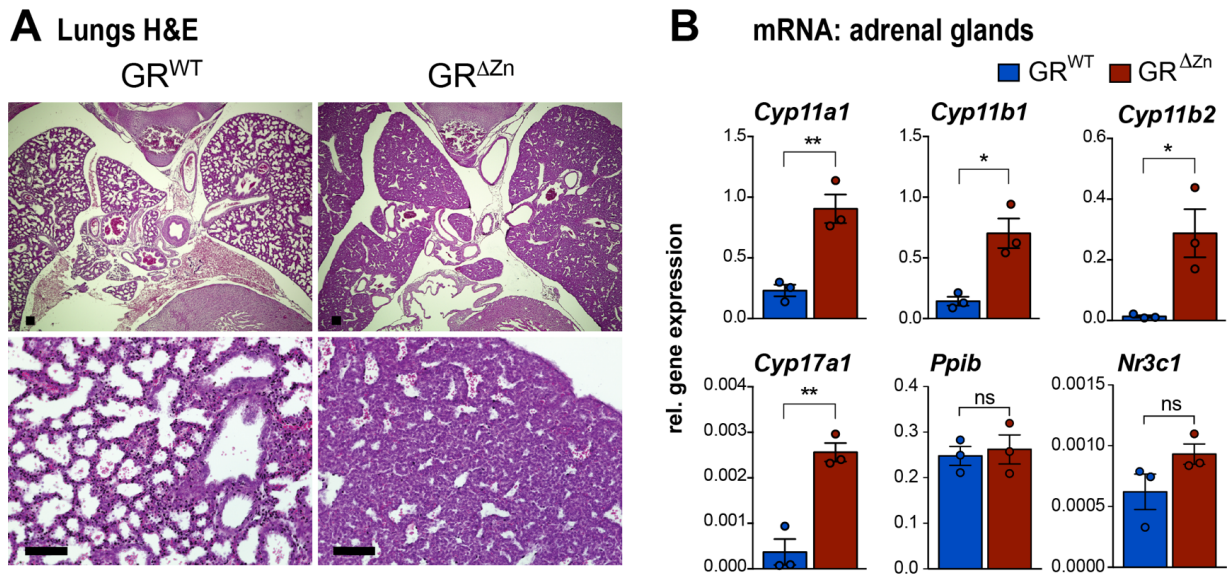 A Lungs H&E
GR^WT GR^ΔZn
B mRNA: adrenal glands
GR^WT GR^ΔZn
rel. gene expression
Cyp11a1
1.5
1.0
0.5
0.0
**
Cyp11b1
1.5
1.0
0.5
0.0
*
Cyp11b2
0.6
0.4
0.2
0.0
*
Cyp17a1
0.004
0.003
0.002
0.001
0.000
**
Ppib
0.4
0.3
0.2
0.1
0.0
ns
Nr3c1
0.0015
0.0010
0.0005
0.0000
ns